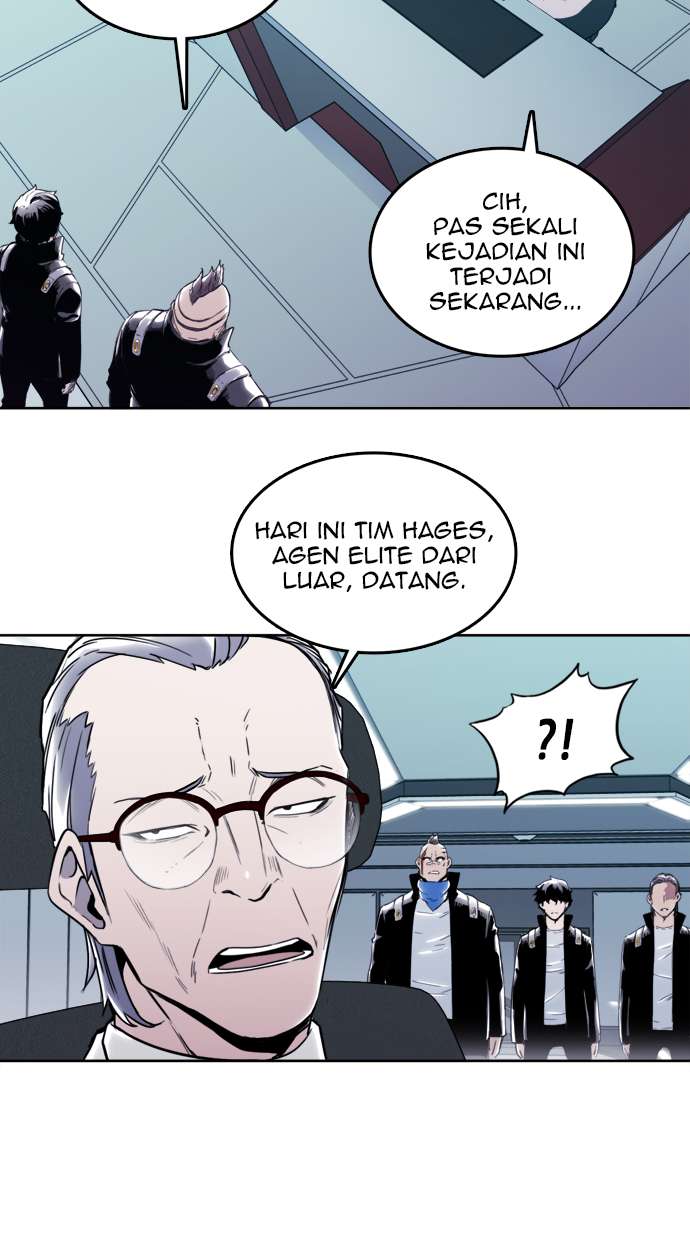 CIH,
PAS SEKALI
KEJADIAN INI
TERJADI
SEKARANG...
HARI INI TIM HAGES,
AGEN ELITE DARI
LUAR, DATANG.
?!